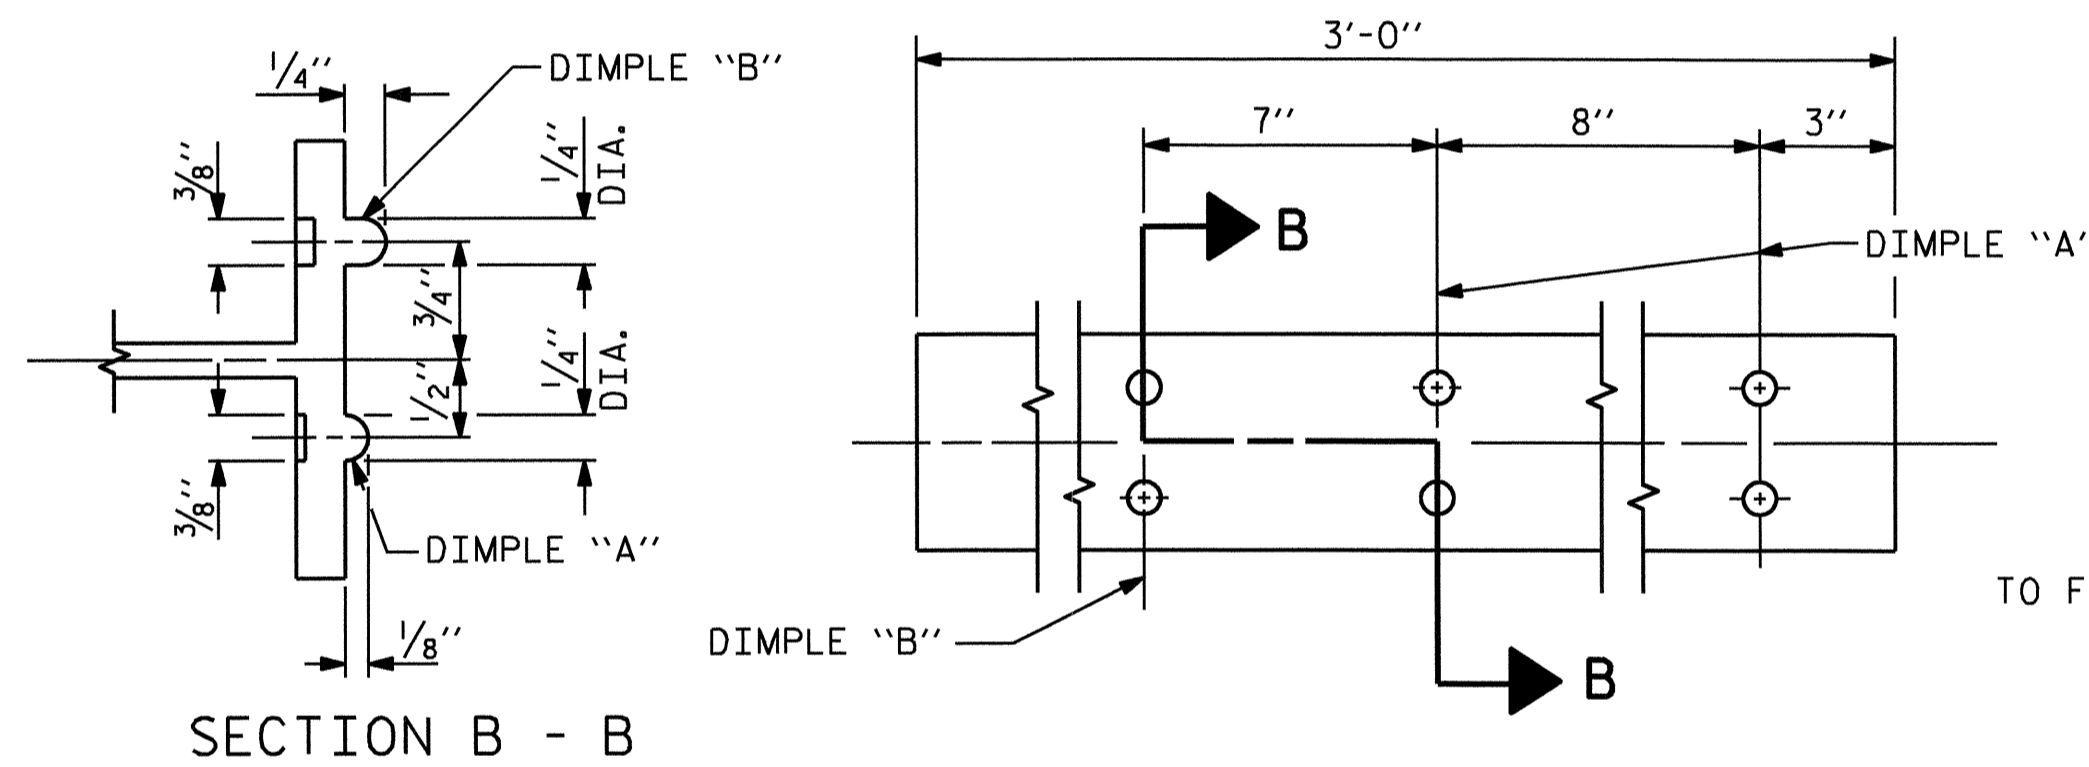 1/4"
DIMPLE "B"
3/8"
1/4" DIA.
3/4"
1/2"
1/4" DIA.
3/8"
DIMPLE "A"
1/8"
SECTION B - B
3'-0"
7"
8"
3"
B
DIMPLE "A'
DIMPLE "B"
B
TO F